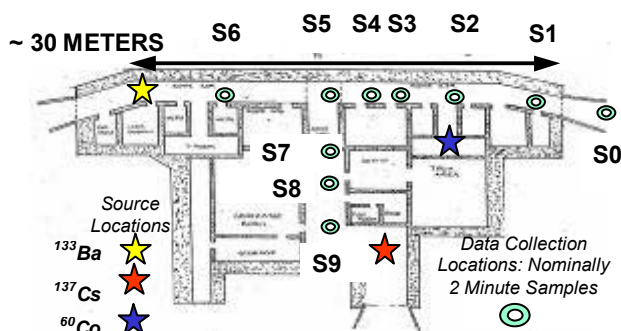 S6 S5 S4 S3 S2 S1
~ 30 METERS
S0
S7
S8
S9
Source
Locations
¹³³Ba
¹³⁷Cs
⁶⁰Co
Data Collection
Locations: Nominally
2 Minute Samples